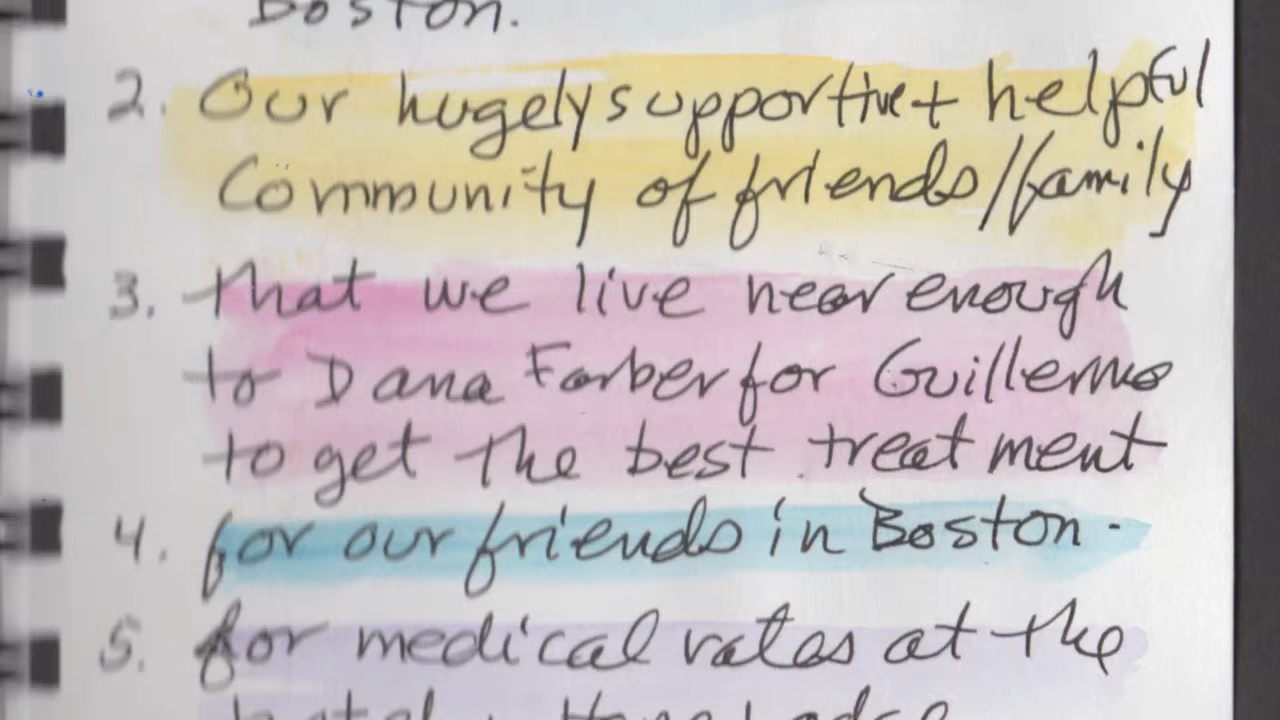 Boston.
2. Our hugely supportive + helpful
Community of friends/family
3. that we live near enough
to Dana Farber for Guillermo
to get the best treatment
4. for our friends in Boston.
5. for medical rates at the